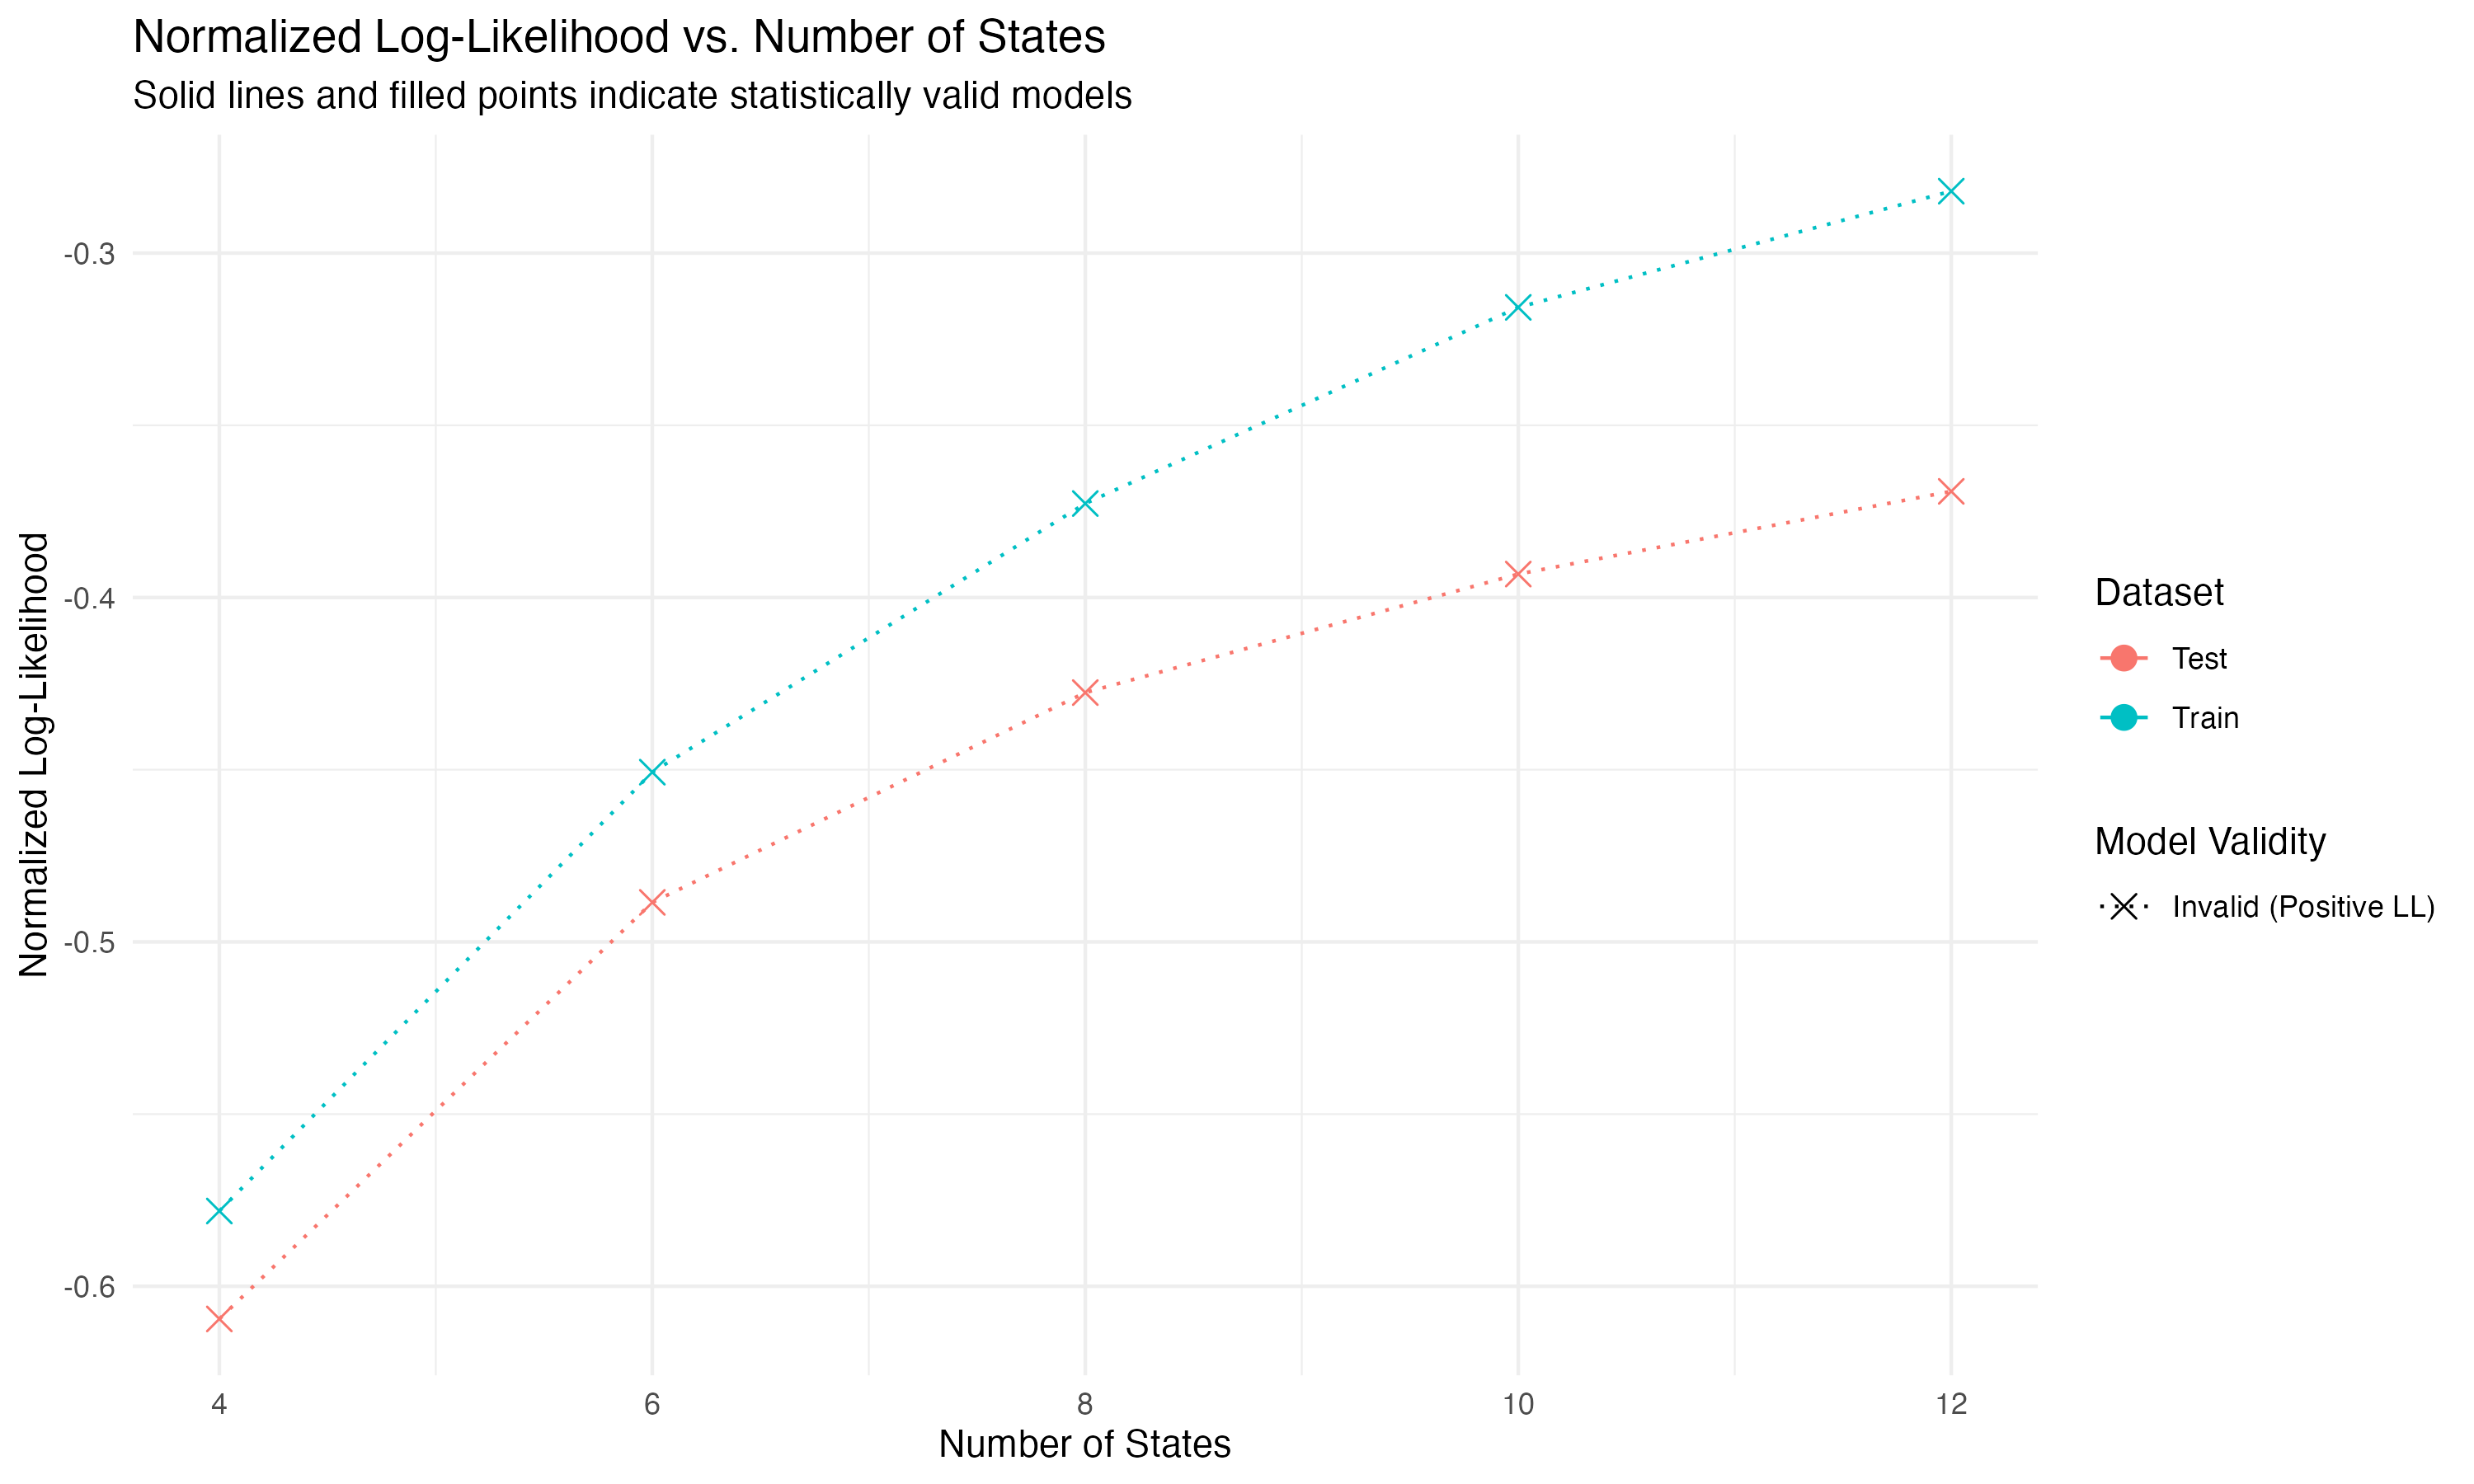 Normalized Log-Likelihood vs. Number of States
Solid lines and filled points indicate statistically valid models
Normalized Log-Likelihood
-0.3
-0.4
-0.5
-0.6
4
6
8
10
12
Number of States
Dataset
Test
Train
Model Validity
Invalid (Positive LL)